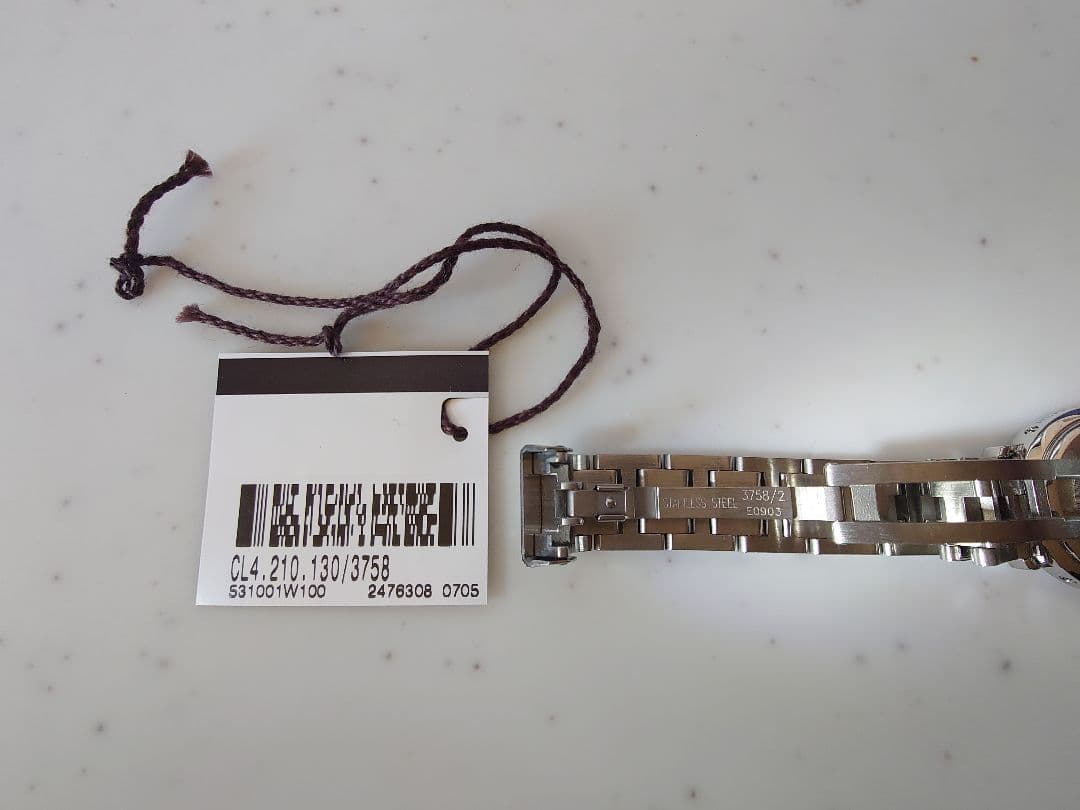 CL4.210.130/3758
531001W100 2476308 0705
STAINLESS STEEL 3758/2
E0903